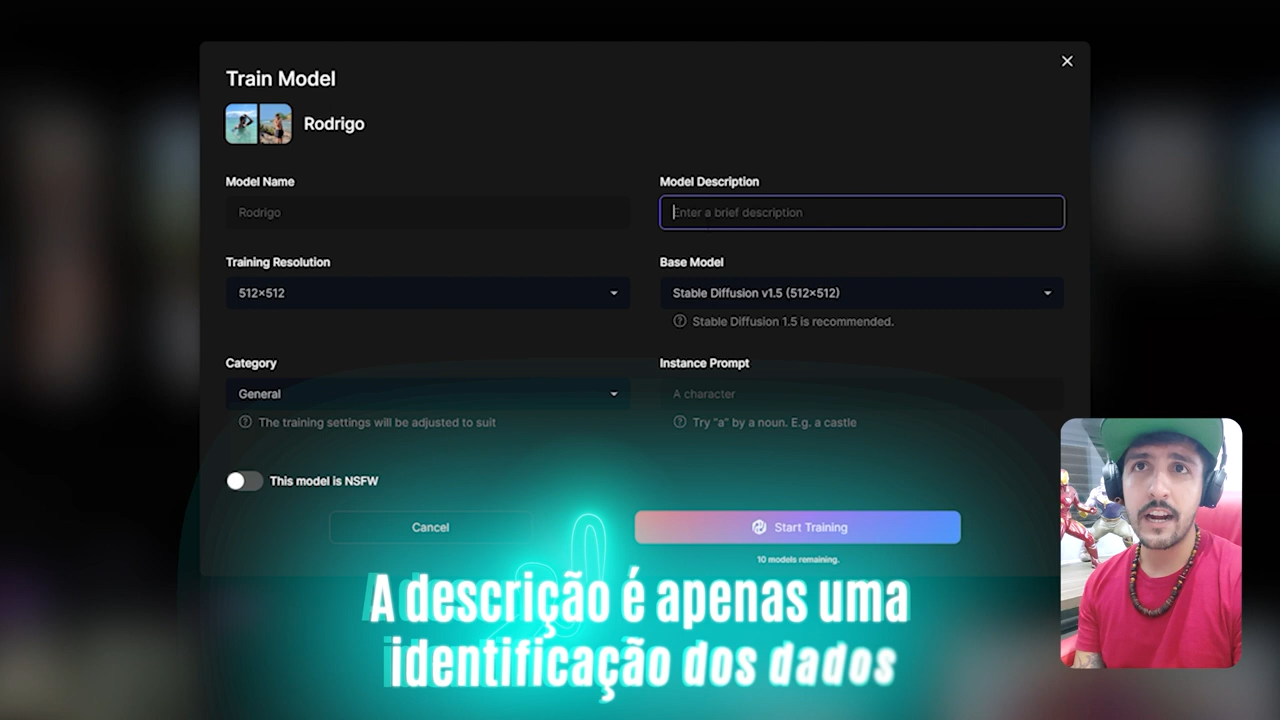 Train Model
Rodrigo
Model Name
Model Description
Rodrigo
Enter a brief description
Training Resolution
Base Model
512×512
Stable Diffusion v1.5 (512×512)
Stable Diffusion 1.5 is recommended.
Category
Instance Prompt
General
A character
The training settings will be adjusted to suit
Try "a" by a noun. E.g. a castle
This model is NSFW
Cancel
Start Training
10 models remaining.
A descrição é apenas uma
identificação dos dados